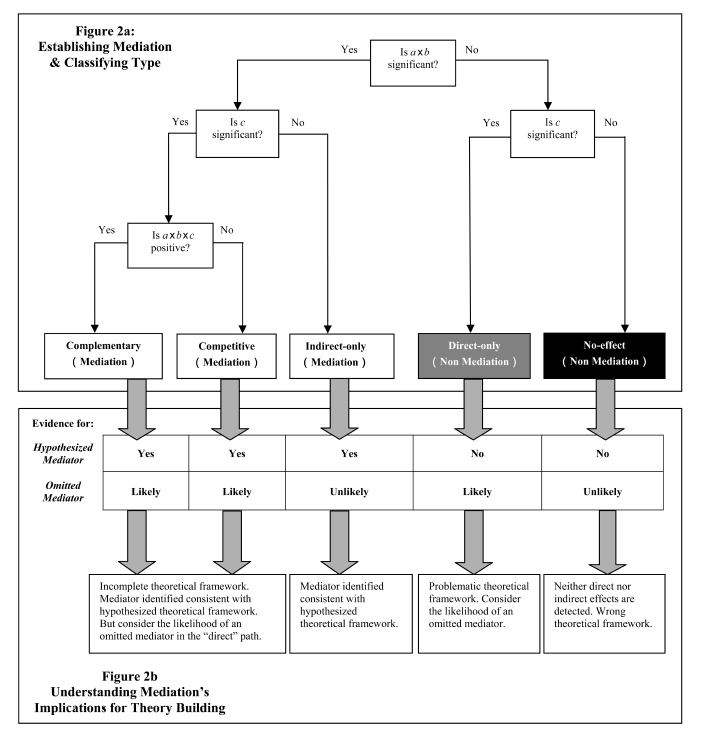 Figure 2a:
Establishing Mediation
& Classifying Type
Is a x b
significant?
Yes
No
Is c
significant?
Yes
No
Is c
significant?
Yes
No
Is a x b x c
positive?
Yes
No
Complementary
( Mediation )
Competitive
( Mediation )
Indirect-only
( Mediation )
Direct-only
( Non Mediation )
No-effect
( Non Mediation )
Evidence for:
Hypothesized
Mediator
Yes
Yes
Yes
No
No
Omitted
Mediator
Likely
Likely
Unlikely
Likely
Unlikely
Incomplete theoretical framework.
Mediator identified consistent with
hypothesized theoretical framework.
But consider the likelihood of an
omitted mediator in the “direct” path.
Mediator identified
consistent with
hypothesized
theoretical framework.
Problematic theoretical
framework. Consider
the likelihood of an
omitted mediator.
Neither direct nor
indirect effects are
detected. Wrong
theoretical framework.
Figure 2b
Understanding Mediation’s
Implications for Theory Building